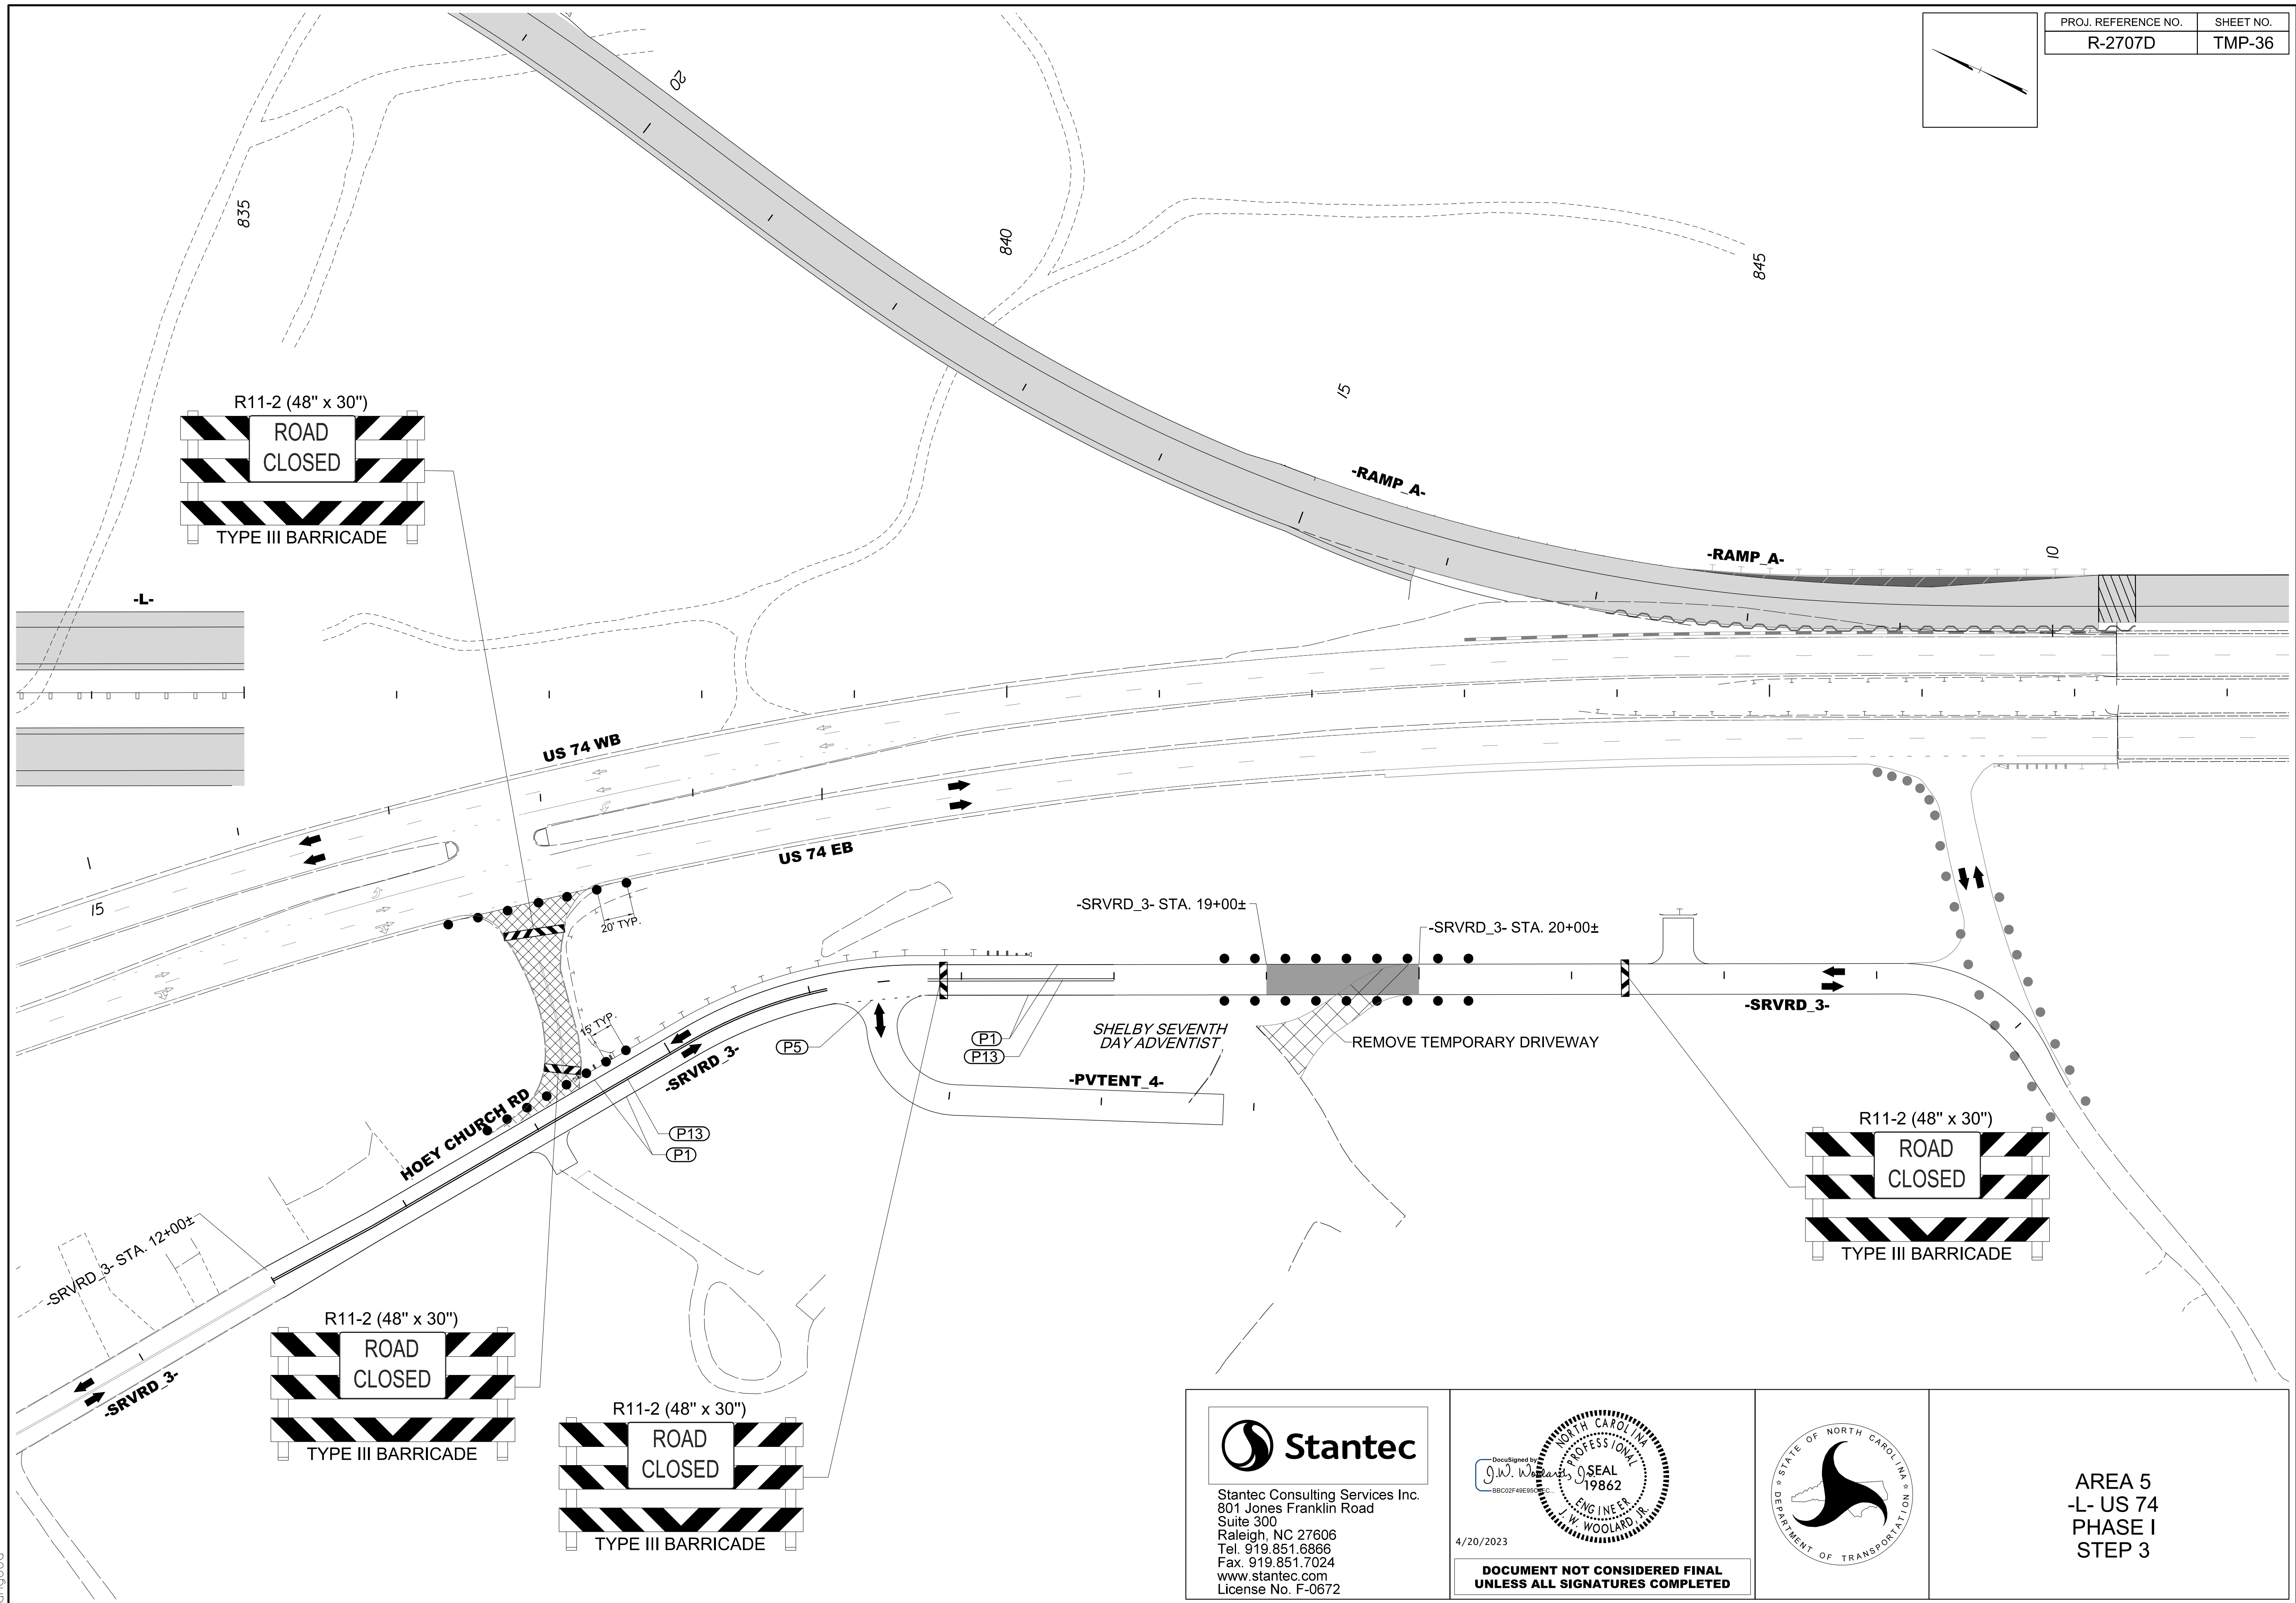 PROJ. REFERENCE NO.
SHEET NO.
R-2707D
TMP-36
20
835
840
845
15
R11-2 (48" x 30")
ROAD
CLOSED
TYPE III BARRICADE
-RAMP_A-
-RAMP_A-
10
-L-
US 74 WB
US 74 EB
15
20' TYP.
-SRVRD_3- STA. 19+00±
-SRVRD_3- STA. 20+00±
-SRVRD_3-
15' TYP.
P5
P1
P13
SHELBY SEVENTH
DAY ADVENTIST
REMOVE TEMPORARY DRIVEWAY
-SRVRD_3-
-PVTENT_4-
HOEY CHURCH RD
P13
P1
R11-2 (48" x 30")
ROAD
CLOSED
TYPE III BARRICADE
-SRVRD_3- STA. 12+00±
-SRVRD_3-
R11-2 (48" x 30")
ROAD
CLOSED
TYPE III BARRICADE
R11-2 (48" x 30")
ROAD
CLOSED
TYPE III BARRICADE
Stantec
Stantec Consulting Services Inc.
801 Jones Franklin Road
Suite 300
Raleigh, NC 27606
Tel. 919.851.6866
Fax. 919.851.7024
www.stantec.com
License No. F-0672
DocuSigned by
J.W. Woolard, Jr.
NORTH CAROLINA
PROFESSIONAL
SEAL
19862
ENGINEER
J. W. WOOLARD, JR.
4/20/2023
DOCUMENT NOT CONSIDERED FINAL
UNLESS ALL SIGNATURES COMPLETED
STATE OF NORTH CAROLINA
DEPARTMENT OF TRANSPORTATION
AREA 5
-L- US 74
PHASE I
STEP 3